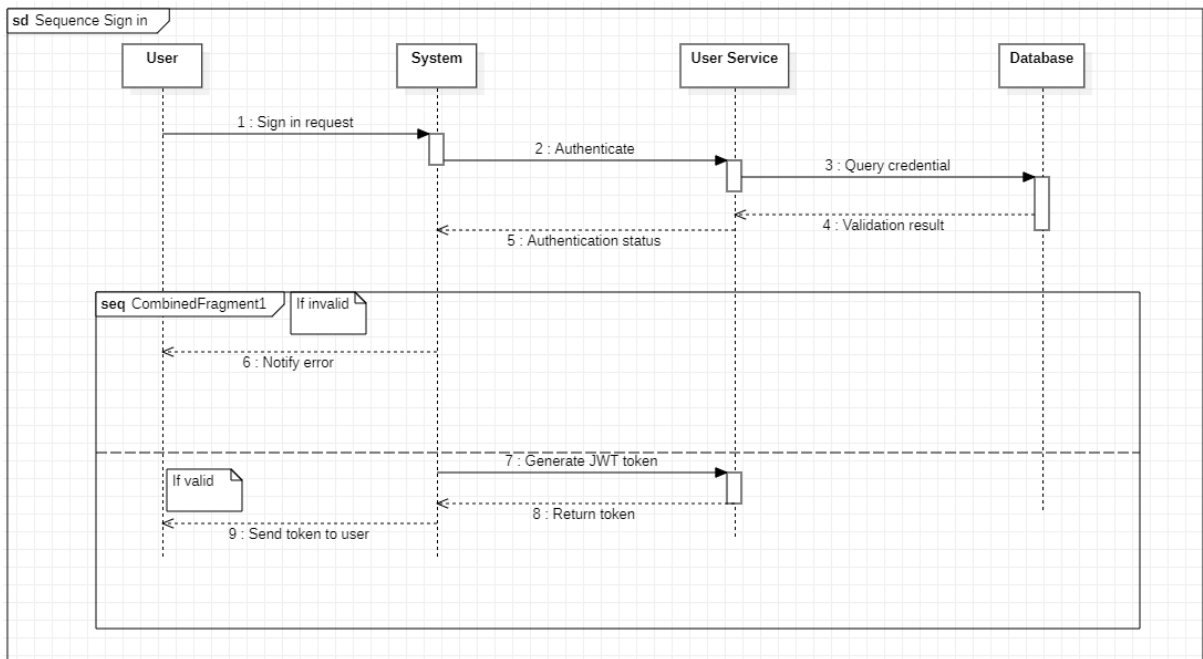 sd Sequence Sign in
User
System
User Service
Database
1 : Sign in request
2 : Authenticate
3 : Query credential
4 : Validation result
5 : Authentication status
seq CombinedFragment1
If invalid
6 : Notify error
7 : Generate JWT token
If valid
8 : Return token
9 : Send token to user